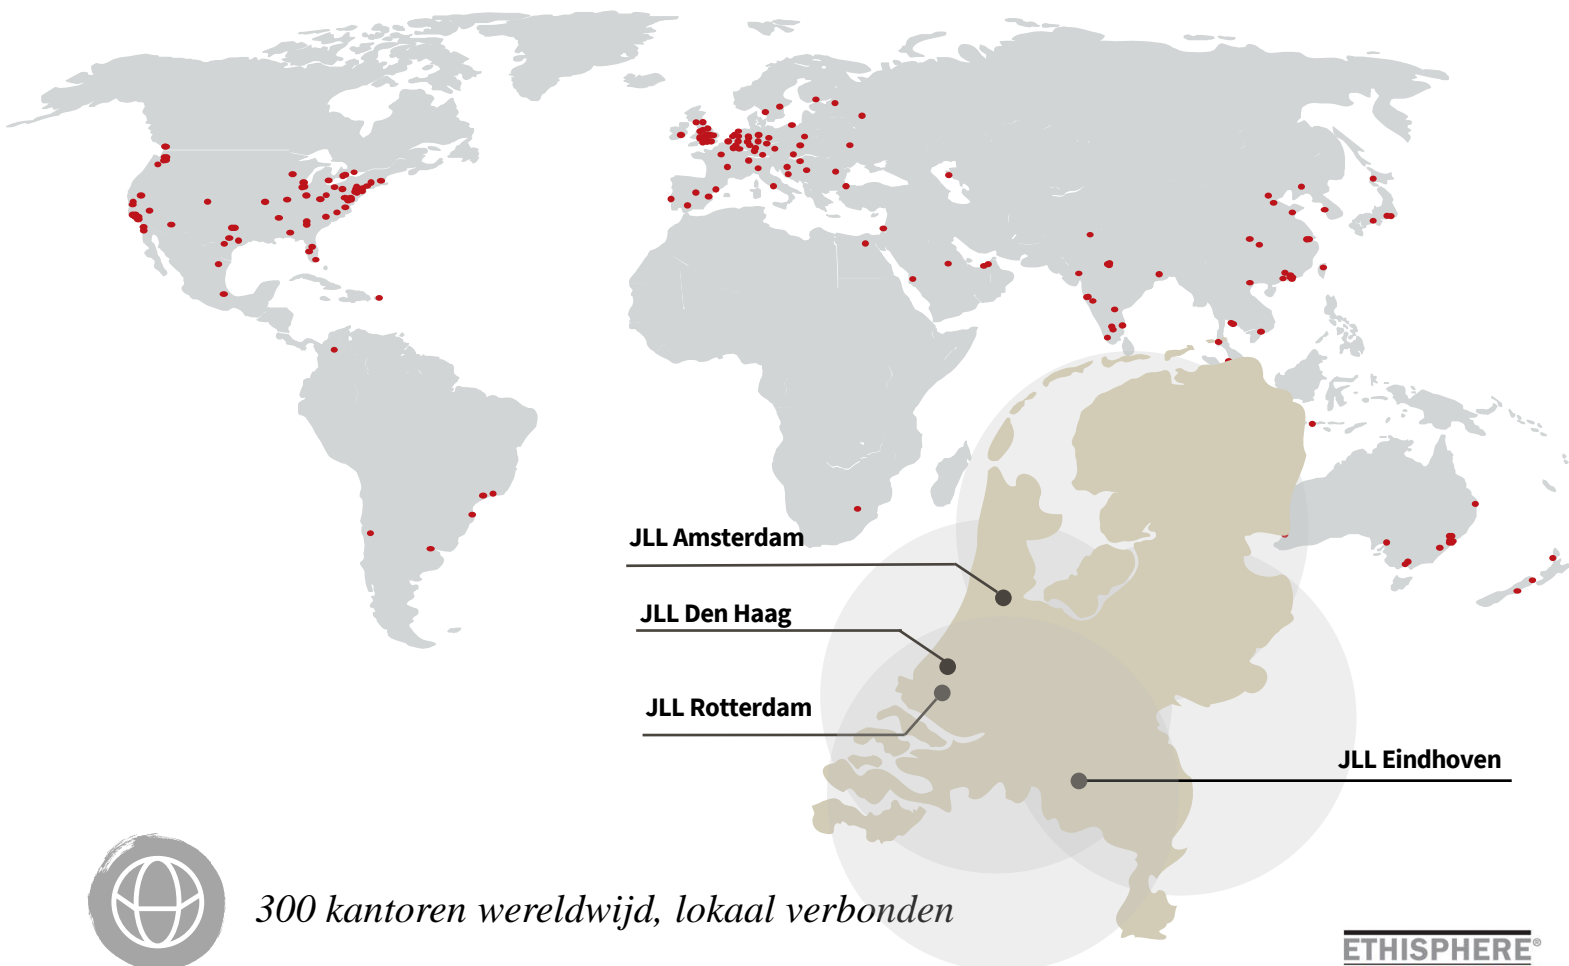 JLL Amsterdam
JLL Den Haag
JLL Rotterdam
JLL Eindhoven
300 kantoren wereldwijd, lokaal verbonden
ETHISPHERE®